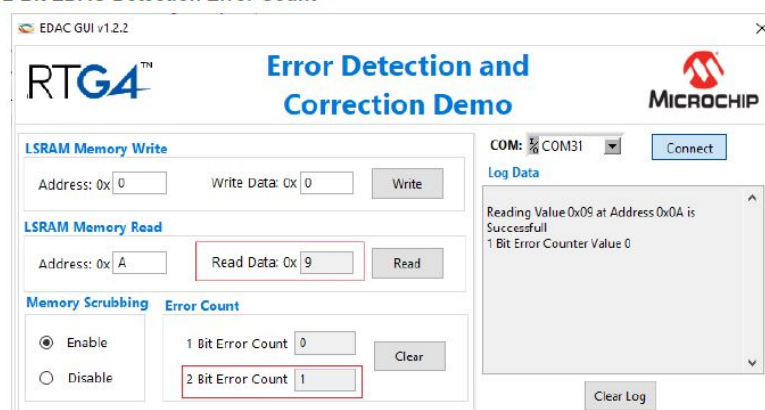 EDAC GUI v1.2.2
RTG4™
Error Detection and
Correction Demo
MICROCHIP
LSRAM Memory Write
Address: 0x 0
Write Data: 0x 0
Write
LSRAM Memory Read
Address: 0x A
Read Data: 0x 9
Read
Memory Scrubbing
Enable
Disable
Error Count
1 Bit Error Count 0
2 Bit Error Count 1
Clear
COM: COM31
Connect
Log Data
Reading Value 0x09 at Address 0x0A is
Successfull
1 Bit Error Counter Value 0
Clear Log